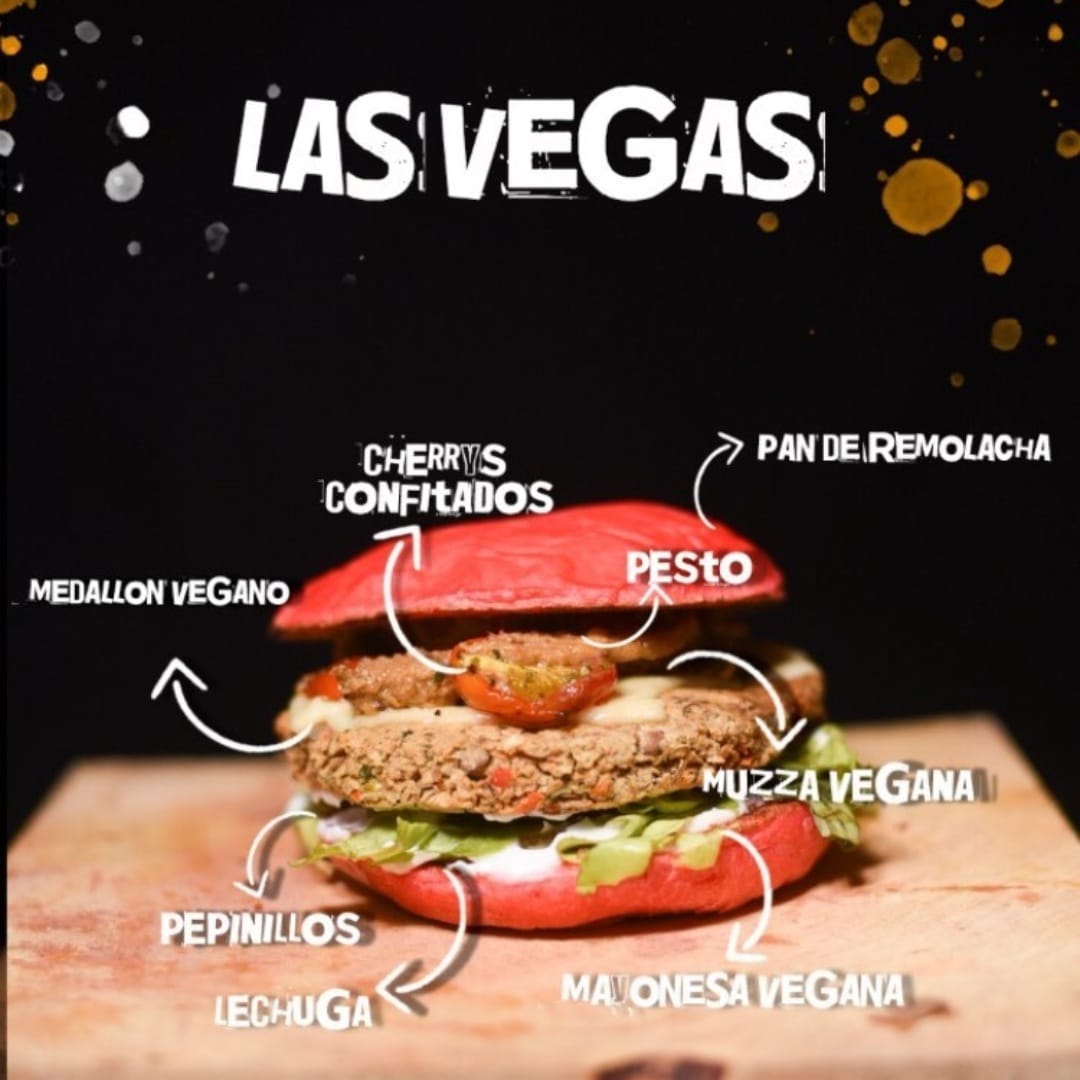 LAS VEGAS
CHERRYS
CONFITADOS
PAN DE REMOLACHA
PESTO
MEDALLON VEGANO
MUZZA VEGANA
PEPINILLOS
LECHUGA
MAYONESA VEGANA